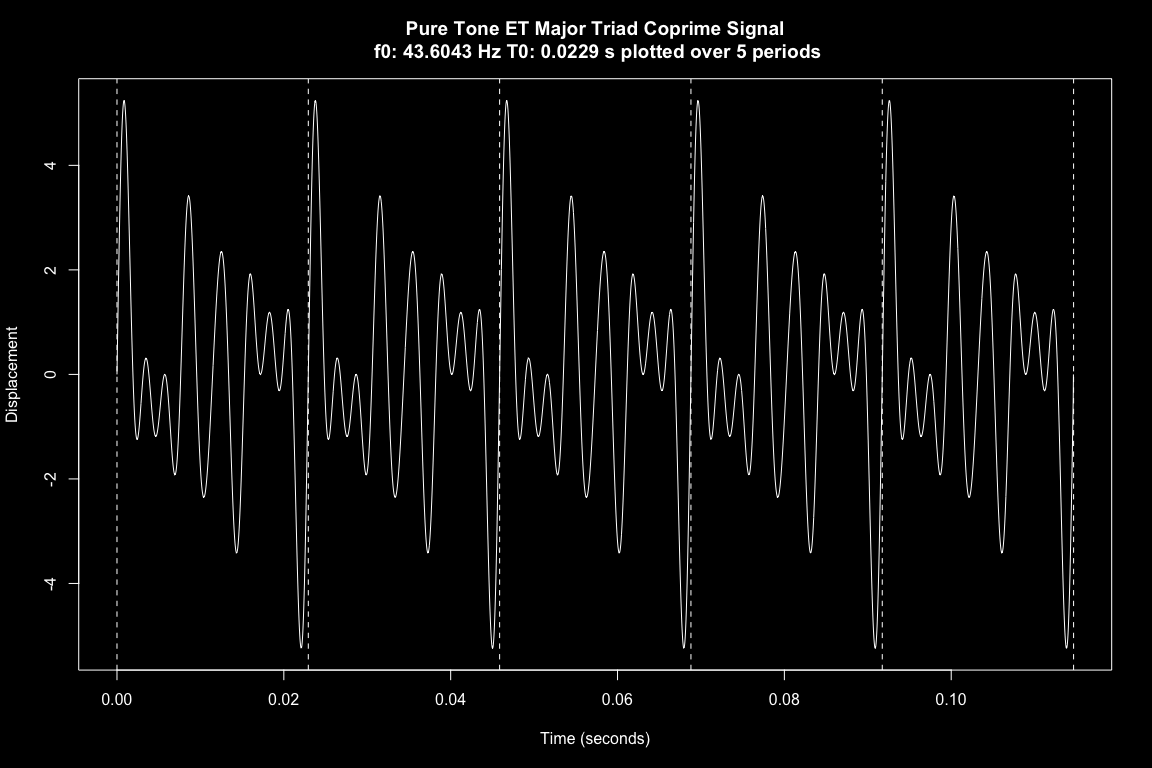 Pure Tone ET Major Triad Coprime Signal
f0: 43.6043 Hz T0: 0.0229 s plotted over 5 periods
Displacement
4
2
0
-2
-4
0.00 0.02 0.04 0.06 0.08 0.10
Time (seconds)